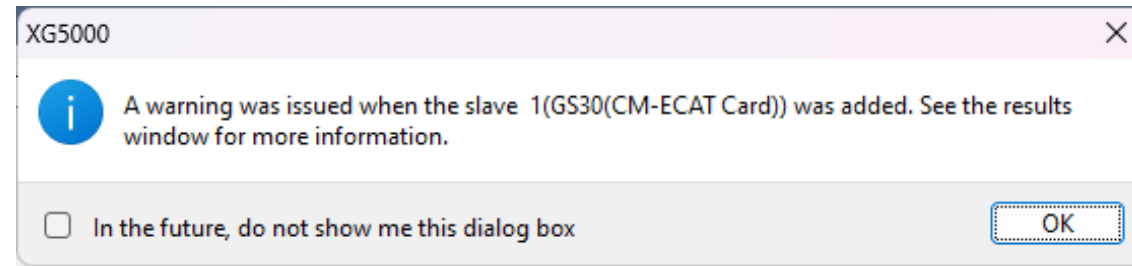 XG5000
A warning was issued when the slave  1(GS30(CM-ECAT Card)) was added. See the results
window for more information.
In the future, do not show me this dialog box
OK